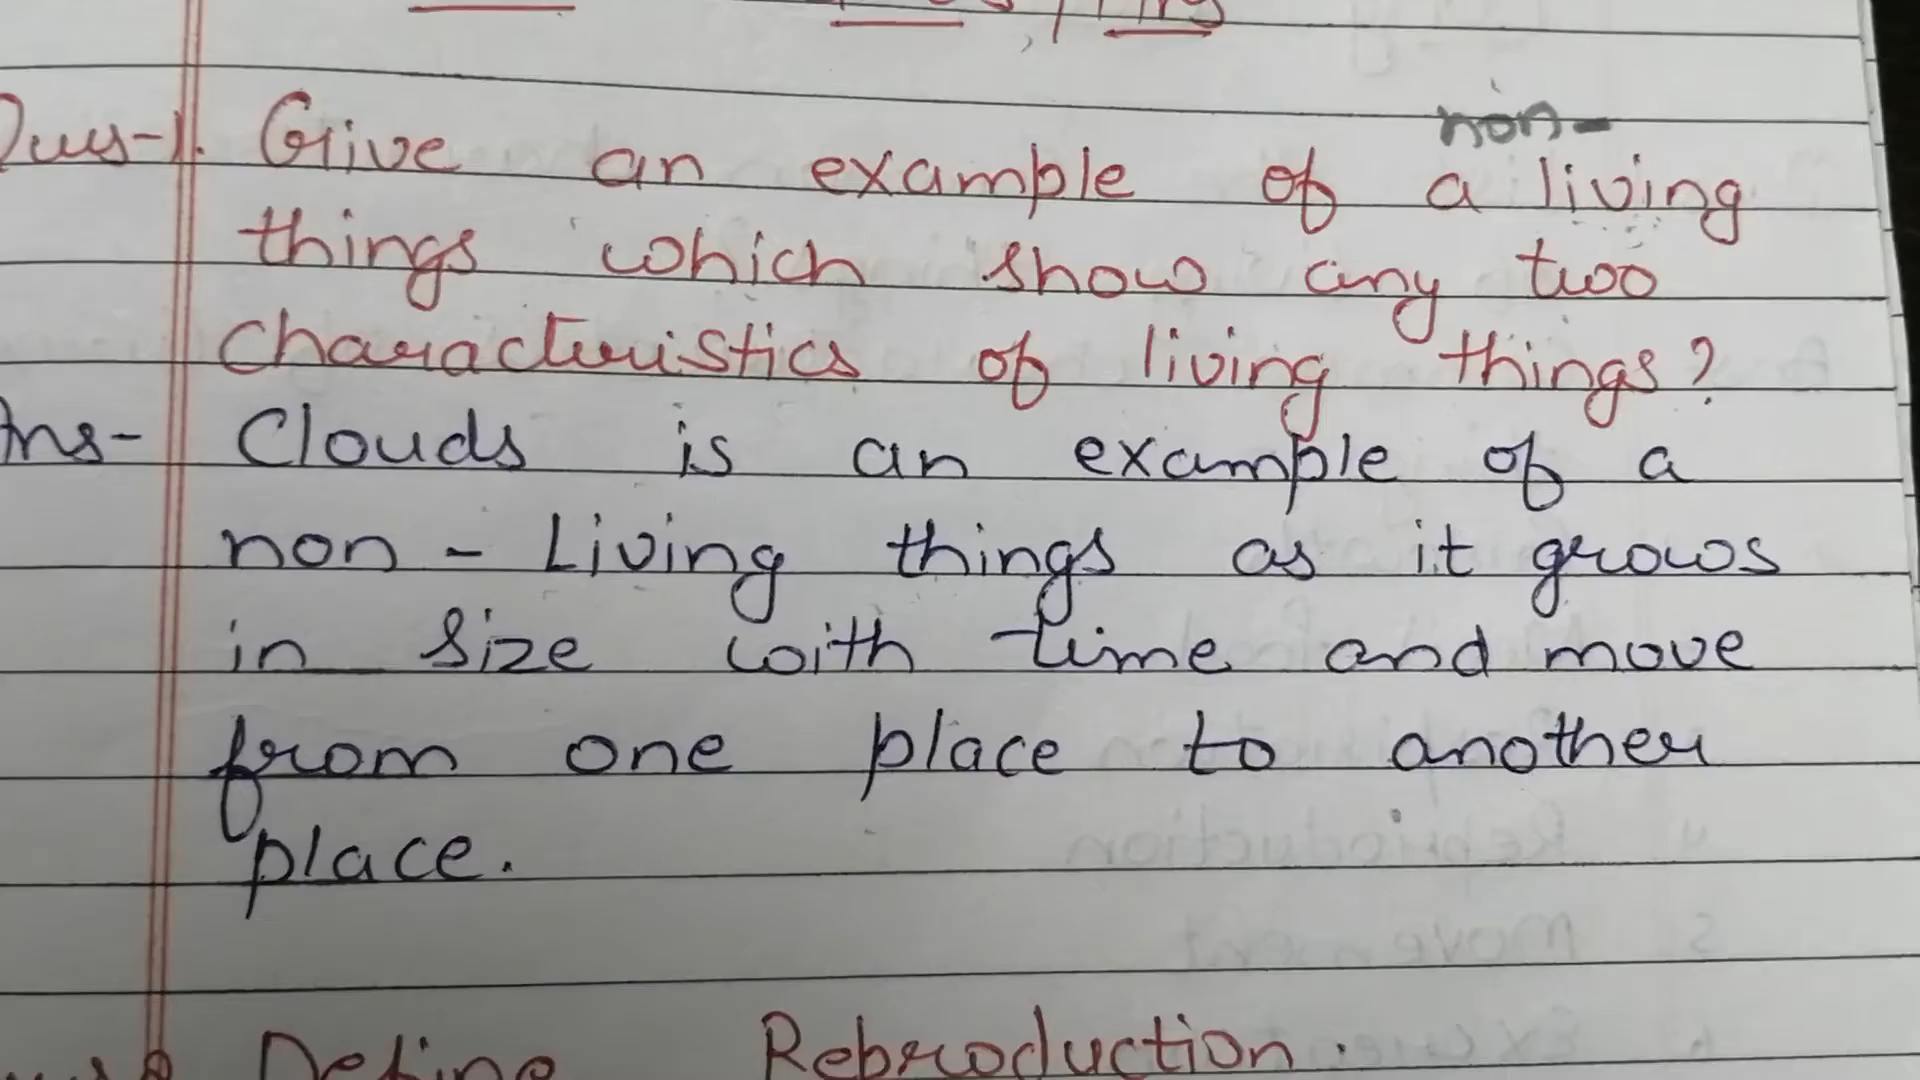 non-
Ques-1. Give an example of a living
things which show any two
characteristics of living things?
Ans- Clouds is an example of a
non-Living things as it grows
in size with time and move
from one place to another
place.
Define Rebroduction.